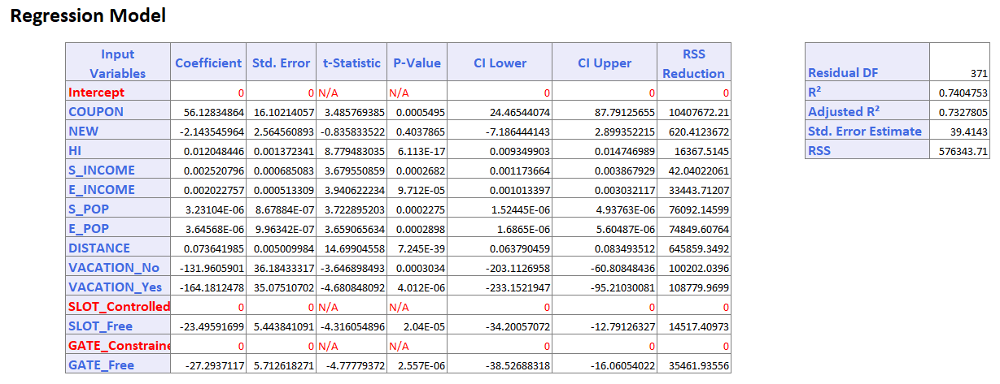 Regression Model
Input Variables Coefficient Std. Error t-Statistic P-Value CI Lower CI Upper RSS Reduction
Intercept 0 0 N/A N/A 0 0 0
COUPON 56.12834864 16.10214057 3.485769385 0.0005495 24.46544074 87.79125655 10407672.21
NEW -2.143545964 2.564560893 -0.835833522 0.4037865 -7.186444143 2.899352215 620.4123672
HI 0.012048446 0.001372341 8.779483035 6.113E-17 0.009349903 0.014746989 16367.5145
S_INCOME 0.002520796 0.000685083 3.679550859 0.0002682 0.001173664 0.003867929 42.04022061
E_INCOME 0.002022757 0.000513309 3.940622234 9.712E-05 0.001013397 0.003032117 33443.71207
S_POP 3.23104E-06 8.67884E-07 3.722895203 0.0002275 1.52445E-06 4.93763E-06 76092.14599
E_POP 3.64568E-06 9.96342E-07 3.659065634 0.0002898 1.6865E-06 5.60487E-06 74849.60764
DISTANCE 0.073641985 0.005009984 14.69904558 7.245E-39 0.063790459 0.083493512 645859.3492
VACATION_No -131.9605901 36.18433317 -3.646898493 0.0003034 -203.1126958 -60.80848436 100202.0396
VACATION_Yes -164.1812478 35.07510702 -4.680848092 4.012E-06 -233.1521947 -95.21030081 108779.9699
SLOT_Controlled 0 0 N/A N/A 0 0 0
SLOT_Free -23.49591699 5.443841091 -4.316054896 2.04E-05 -34.20057072 -12.79126327 14517.40973
GATE_Constraine 0 0 N/A N/A 0 0 0
GATE_Free -27.2937117 5.712618271 -4.77779372 2.557E-06 -38.52688318 -16.06054022 35461.93556
Residual DF 371
R² 0.7404753
Adjusted R² 0.7327805
Std. Error Estimate 39.4143
RSS 576343.71